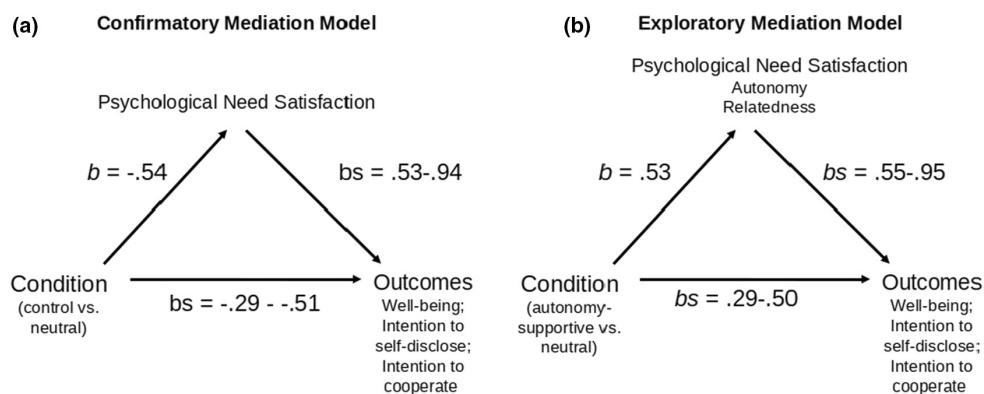 (a) Confirmatory Mediation Model
Psychological Need Satisfaction
b = -.54
bs = .53-.94
Condition
(control vs.
neutral)
bs = -.29 - -.51
Outcomes
Well-being;
Intention to
self-disclose;
Intention to
cooperate
(b) Exploratory Mediation Model
Psychological Need Satisfaction
Autonomy
Relatedness
b = .53
bs = .55-.95
Condition
(autonomy-
supportive vs.
neutral)
bs = .29-.50
Outcomes
Well-being;
Intention to
self-disclose;
Intention to
cooperate